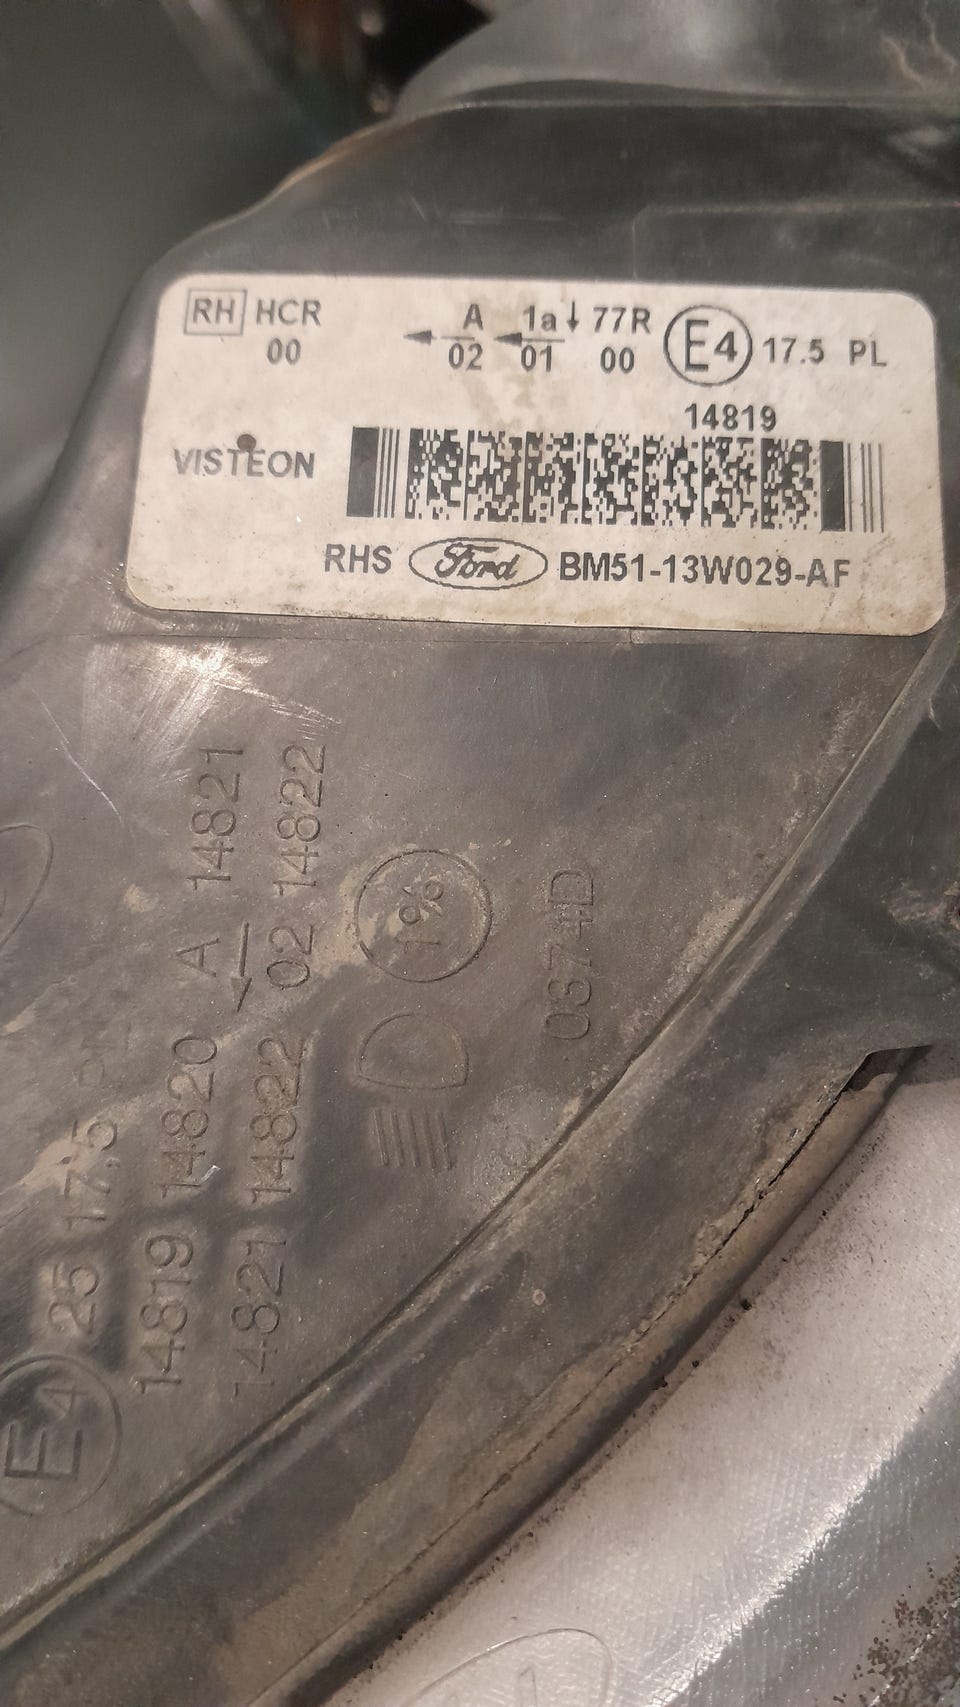 RH HCR A 1a 77R E4 17.5 PL
00 02 01 00
14819
VISTEON
RHS Ford BM51-13W029-AF
E4 25 17,5 PL
14819 14820 A 14821
14821 14822 02 14822
1%
0374D